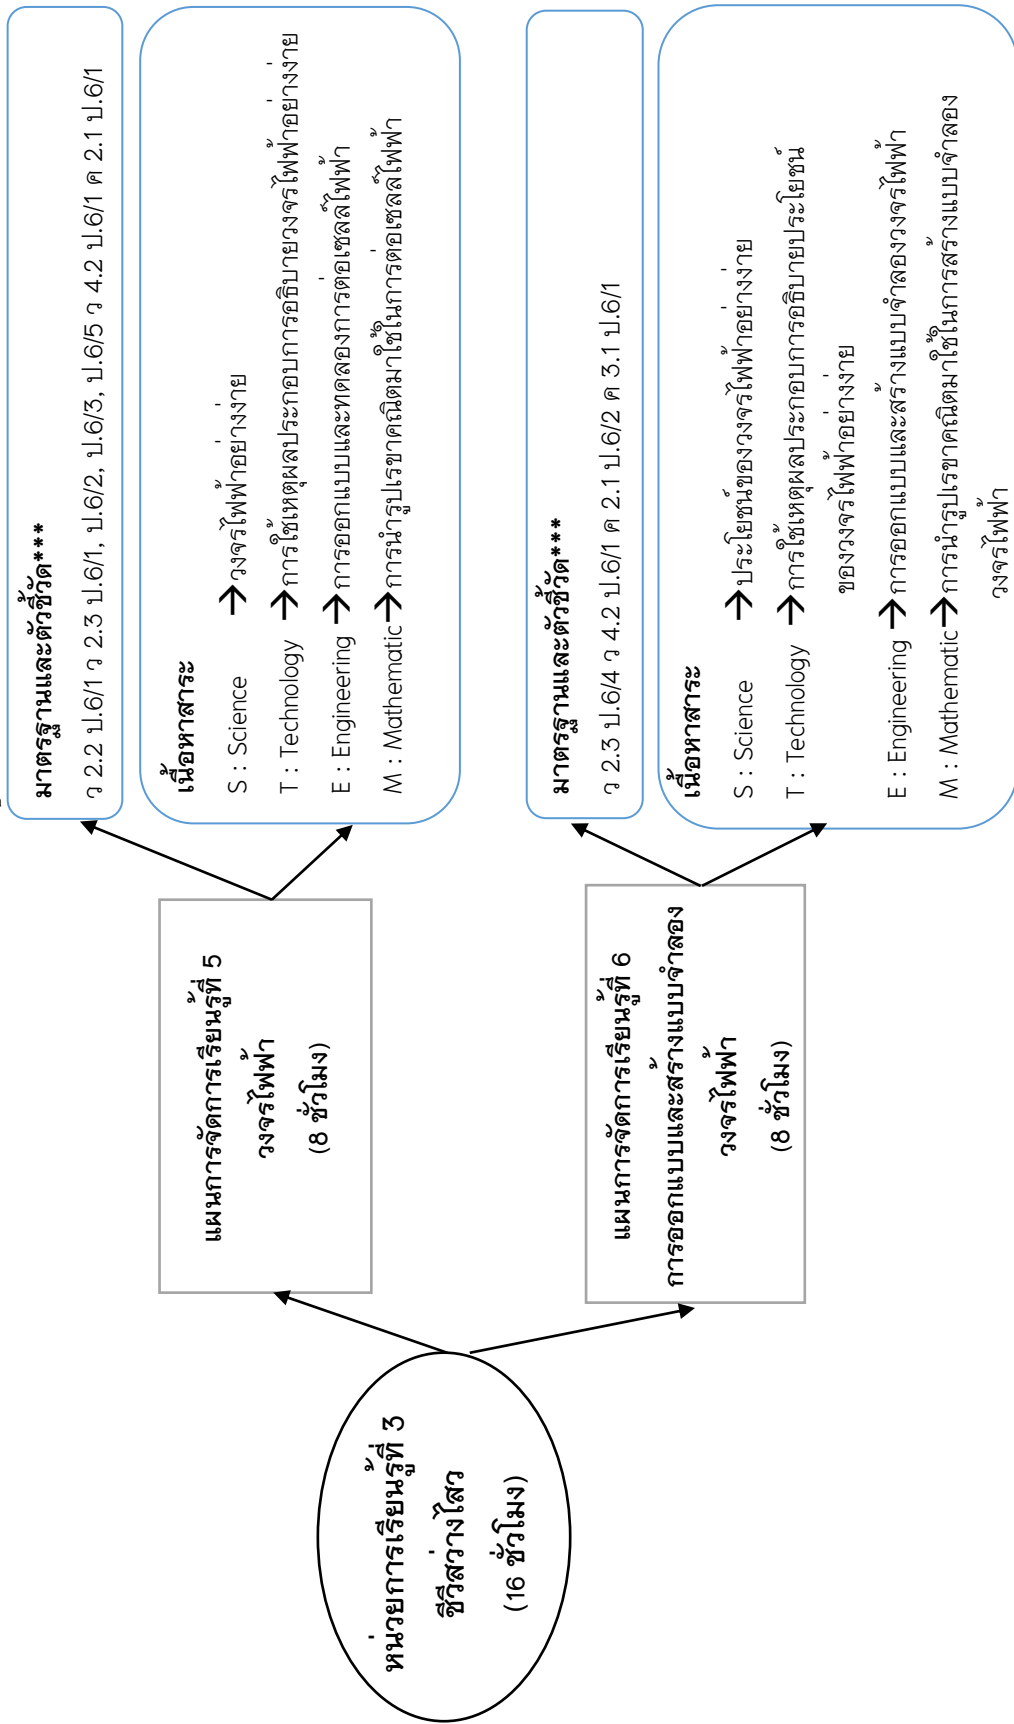 หน่วยการเรียนรู้ที่ 3
ชีวีสว่างไสว
(16 ชั่วโมง)
แผนการจัดการเรียนรู้ที่ 5
วงจรไฟฟ้า
(8 ชั่วโมง)
มาตรฐานและตัวชี้วัด***
ว 2.2 ป.6/1 ว 2.3 ป.6/1, ป.6/2, ป.6/3, ป.6/5 ว 4.2 ป.6/1 ค 2.1 ป.6/1
เนื้อหาสาระ
S : Science → วงจรไฟฟ้าอย่างง่าย
T : Technology → การใช้เหตุผลประกอบการอธิบายวงจรไฟฟ้าอย่างง่าย
E : Engineering → การออกแบบและทดลองการต่อเซลล์ไฟฟ้า
M : Mathematic → การนำรูปเรขาคณิตมาใช้ในการต่อเซลล์ไฟฟ้า
แผนการจัดการเรียนรู้ที่ 6
การออกแบบและสร้างแบบจำลอง
วงจรไฟฟ้า
(8 ชั่วโมง)
มาตรฐานและตัวชี้วัด***
ว 2.3 ป.6/4 ว 4.2 ป.6/1 ค 2.1 ป.6/2 ค 3.1 ป.6/1
เนื้อหาสาระ
S : Science → ประโยชน์ของวงจรไฟฟ้าอย่างง่าย
T : Technology → การใช้เหตุผลประกอบการอธิบายประโยชน์
ของวงจรไฟฟ้าอย่างง่าย
E : Engineering → การออกแบบและสร้างแบบจำลองวงจรไฟฟ้า
M : Mathematic → การนำรูปเรขาคณิตมาใช้ในการสร้างแบบจำลอง
วงจรไฟฟ้า